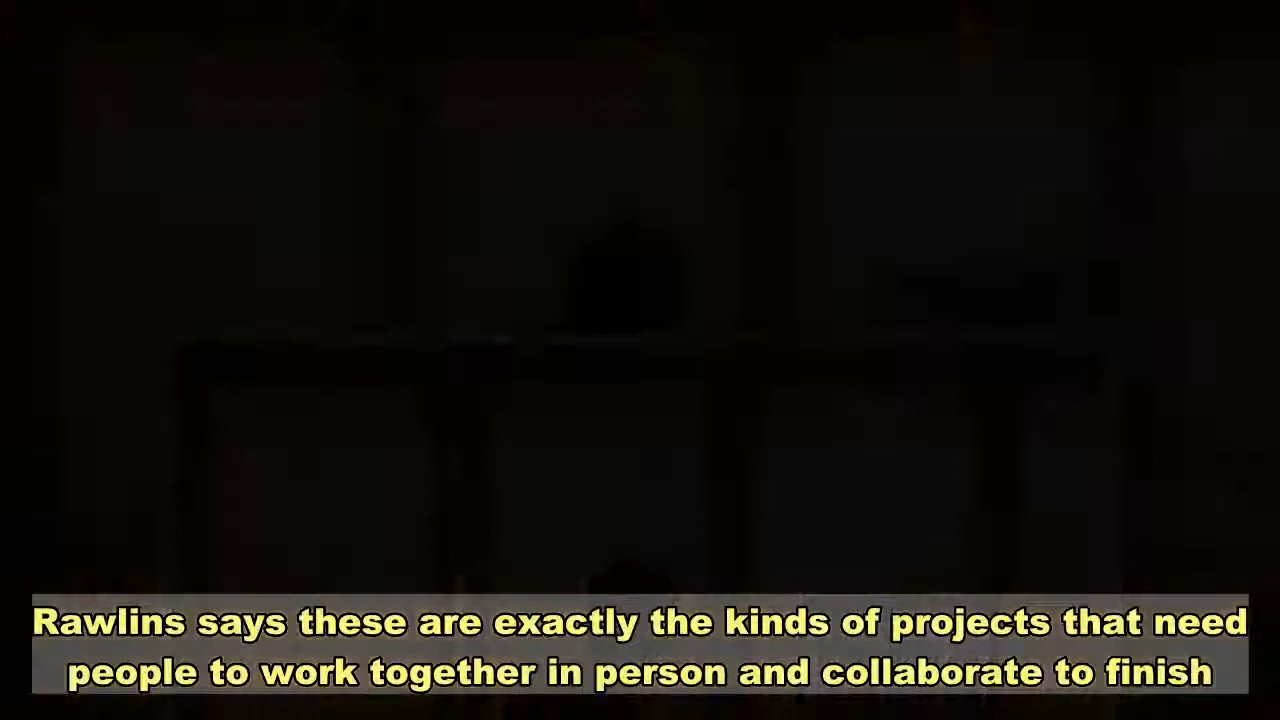 Rawlins says these are exactly the kinds of projects that need
people to work together in person and collaborate to finish